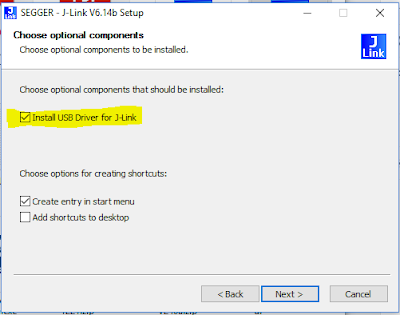 SEGGER - J-Link V6.14b Setup
Choose optional components
Choose optional components to be installed.
J
Link
Choose optional components that should be installed:
Install USB Driver for J-Link
Choose options for creating shortcuts:
Create entry in start menu
Add shortcuts to desktop
< Back
Next >
Cancel